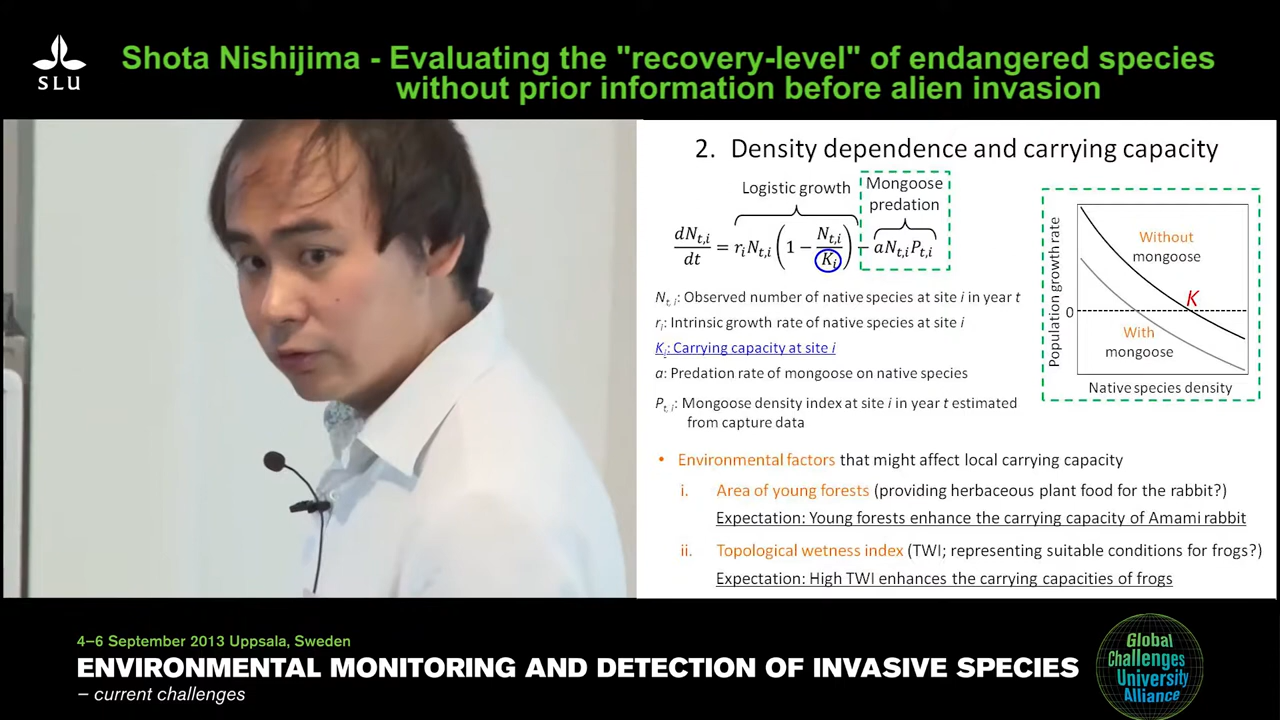 SLU
Shota Nishijima - Evaluating the "recovery-level" of endangered species
without prior information before alien invasion
2. Density dependence and carrying capacity
Logistic growth
Mongoose
predation
dN_{t,i}/dt = r_i N_{t,i} (1 − N_{t,i}/K_i) − aN_{t,i}P_{t,i}
N_{t,i}: Observed number of native species at site i in year t
r_i: Intrinsic growth rate of native species at site i
K_i: Carrying capacity at site i
a: Predation rate of mongoose on native species
P_{t,i}: Mongoose density index at site i in year t estimated
from capture data
Population growth rate
Without
mongoose
K
0
With
mongoose
Native species density
• Environmental factors that might affect local carrying capacity
i. Area of young forests (providing herbaceous plant food for the rabbit?)
Expectation: Young forests enhance the carrying capacity of Amami rabbit
ii. Topological wetness index (TWI; representing suitable conditions for frogs?)
Expectation: High TWI enhances the carrying capacities of frogs
4–6 September 2013 Uppsala, Sweden
ENVIRONMENTAL MONITORING AND DETECTION OF INVASIVE SPECIES
– current challenges
Global
Challenges
University
Alliance